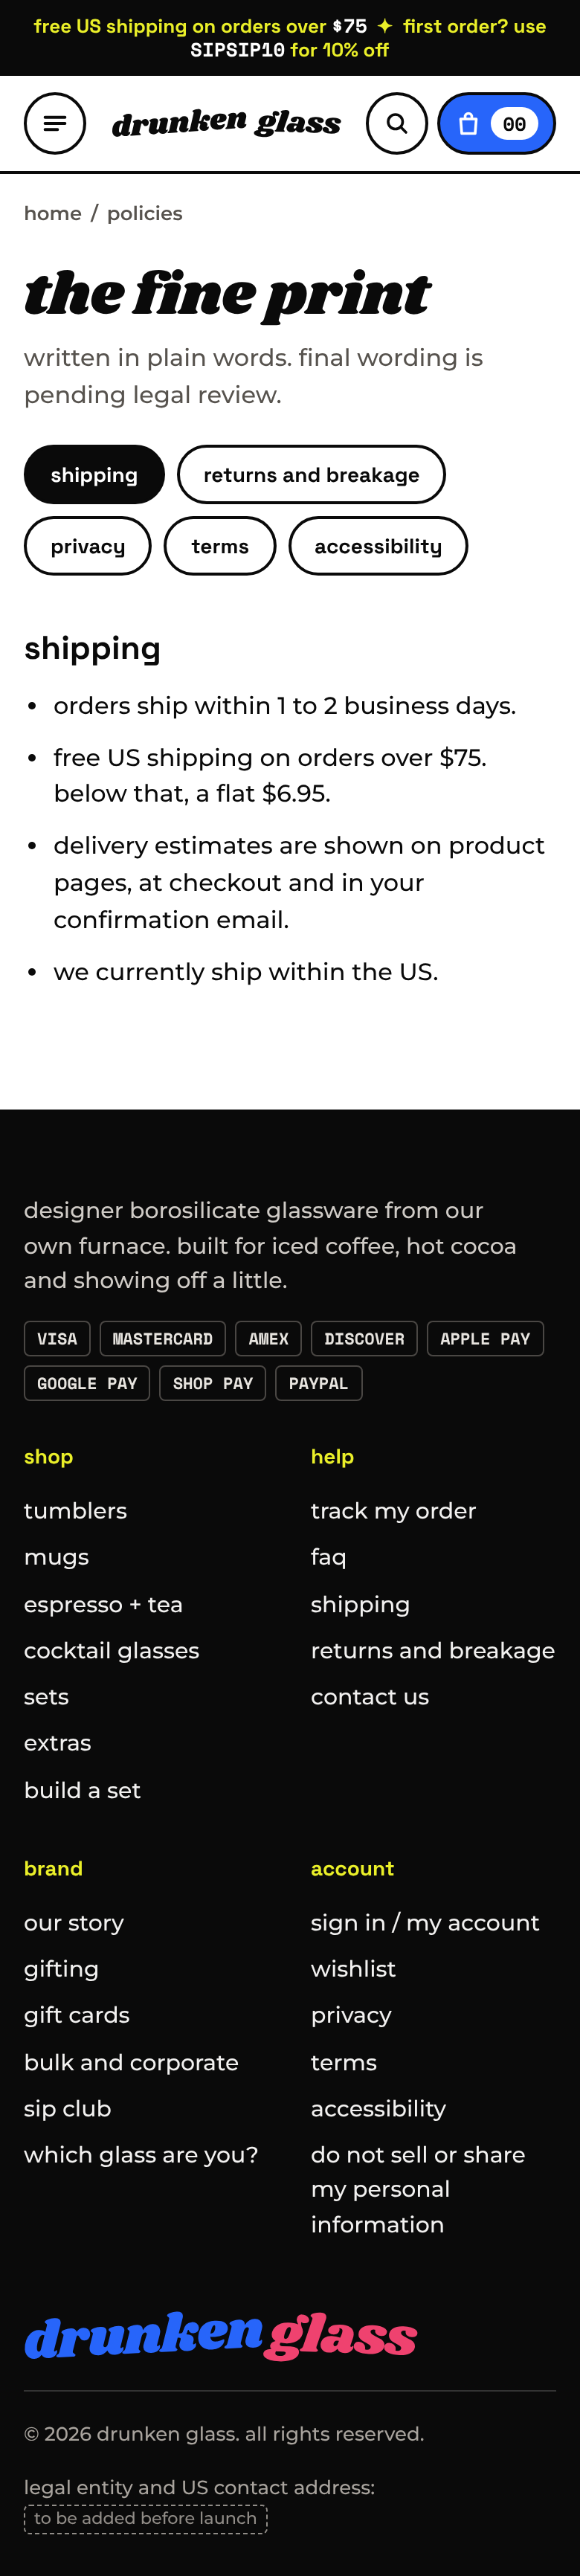 free US shipping on orders over $75 ✦ first order? use
SIPSIP10 for 10% off
drunken glass
00
home / policies
the fine print
written in plain words. final wording is
pending legal review.
shipping
returns and breakage
privacy
terms
accessibility
shipping
• orders ship within 1 to 2 business days.
• free US shipping on orders over $75.
below that, a flat $6.95.
• delivery estimates are shown on product
pages, at checkout and in your
confirmation email.
• we currently ship within the US.
designer borosilicate glassware from our
own furnace. built for iced coffee, hot cocoa
and showing off a little.
VISA
MASTERCARD
AMEX
DISCOVER
APPLE PAY
GOOGLE PAY
SHOP PAY
PAYPAL
shop
tumblers
mugs
espresso + tea
cocktail glasses
sets
extras
build a set
help
track my order
faq
shipping
returns and breakage
contact us
brand
our story
gifting
gift cards
bulk and corporate
sip club
which glass are you?
account
sign in / my account
wishlist
privacy
terms
accessibility
do not sell or share
my personal
information
drunken glass
© 2026 drunken glass. all rights reserved.
legal entity and US contact address:
to be added before launch